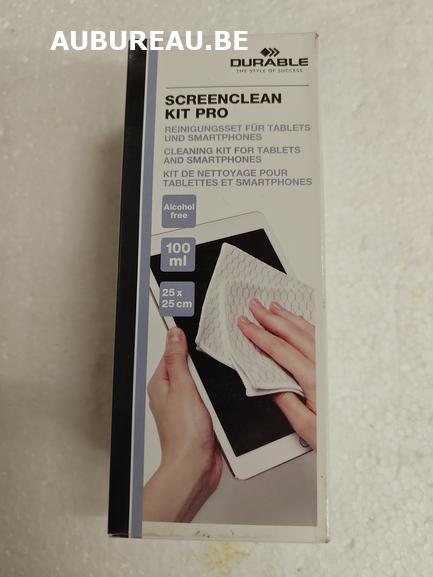 AUBUREAU.BE
DURABLE
THE STYLE OF SUCCESS
SCREENCLEAN
KIT PRO
REINIGUNGSSET FÜR TABLETS
UND SMARTPHONES
CLEANING KIT FOR TABLETS
AND SMARTPHONES
KIT DE NETTOYAGE POUR
TABLETTES ET SMARTPHONES
Alcohol
free
100
ml
25 x
25 cm